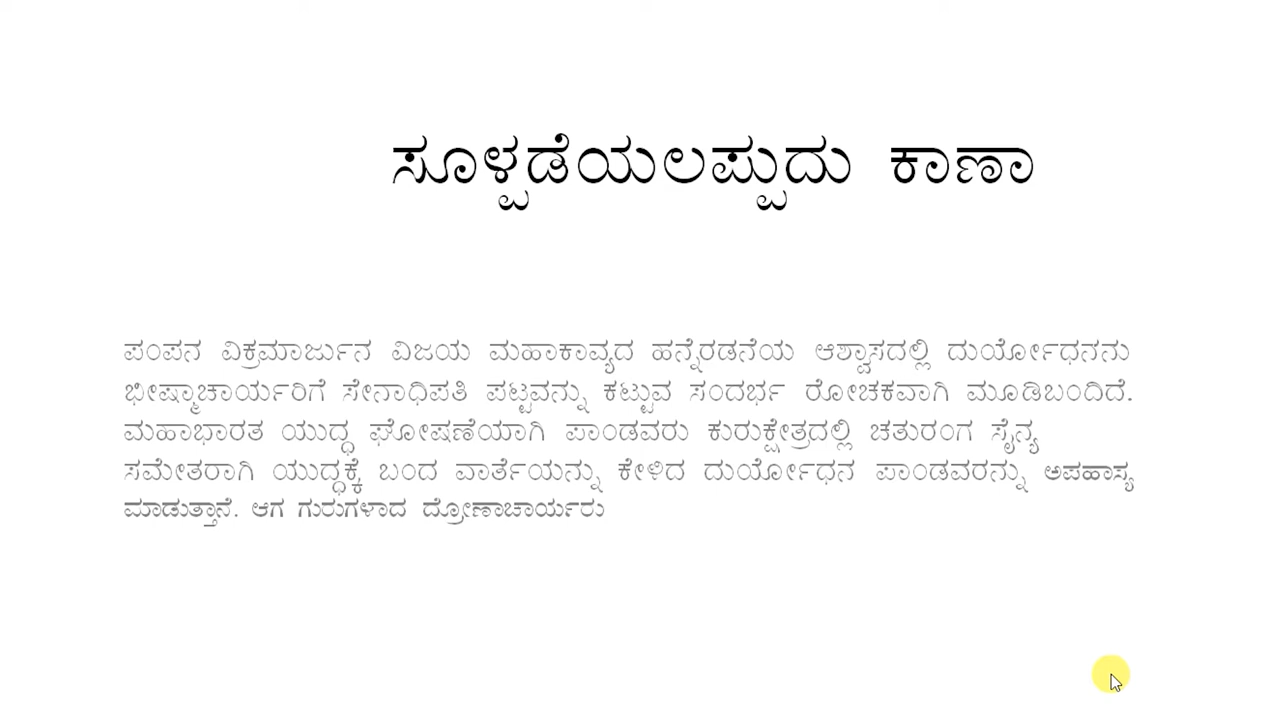 ಸೂಳ್ಪಡೆಯಲಪ್ಪುದು ಕಾಣಾ
ಪಂಪನ ವಿಕ್ರಮಾರ್ಜುನ ವಿಜಯ ಮಹಾಕಾವ್ಯದ ಹನ್ನೆರಡನೆಯ ಆಶ್ವಾಸದಲ್ಲಿ ದುರ್ಯೋಧನನು
ಭೀಷ್ಮಾಚಾರ್ಯರಿಗೆ ಸೇನಾಧಿಪತಿ ಪಟ್ಟವನ್ನು ಕಟ್ಟುವ ಸಂದರ್ಭ ರೋಚಕವಾಗಿ ಮೂಡಿಬಂದಿದೆ.
ಮಹಾಭಾರತ ಯುದ್ಧ ಘೋಷಣೆಯಾಗಿ ಪಾಂಡವರು ಕುರುಕ್ಷೇತ್ರದಲ್ಲಿ ಚತುರಂಗ ಸೈನ್ಯ
ಸಮೇತರಾಗಿ ಯುದ್ಧಕ್ಕೆ ಬಂದ ವಾರ್ತೆಯನ್ನು ಕೇಳಿದ ದುರ್ಯೋಧನ ಪಾಂಡವರನ್ನು ಅಪಹಾಸ್ಯ
ಮಾಡುತ್ತಾನೆ. ಆಗ ಗುರುಗಳಾದ ದ್ರೋಣಾಚಾರ್ಯರು